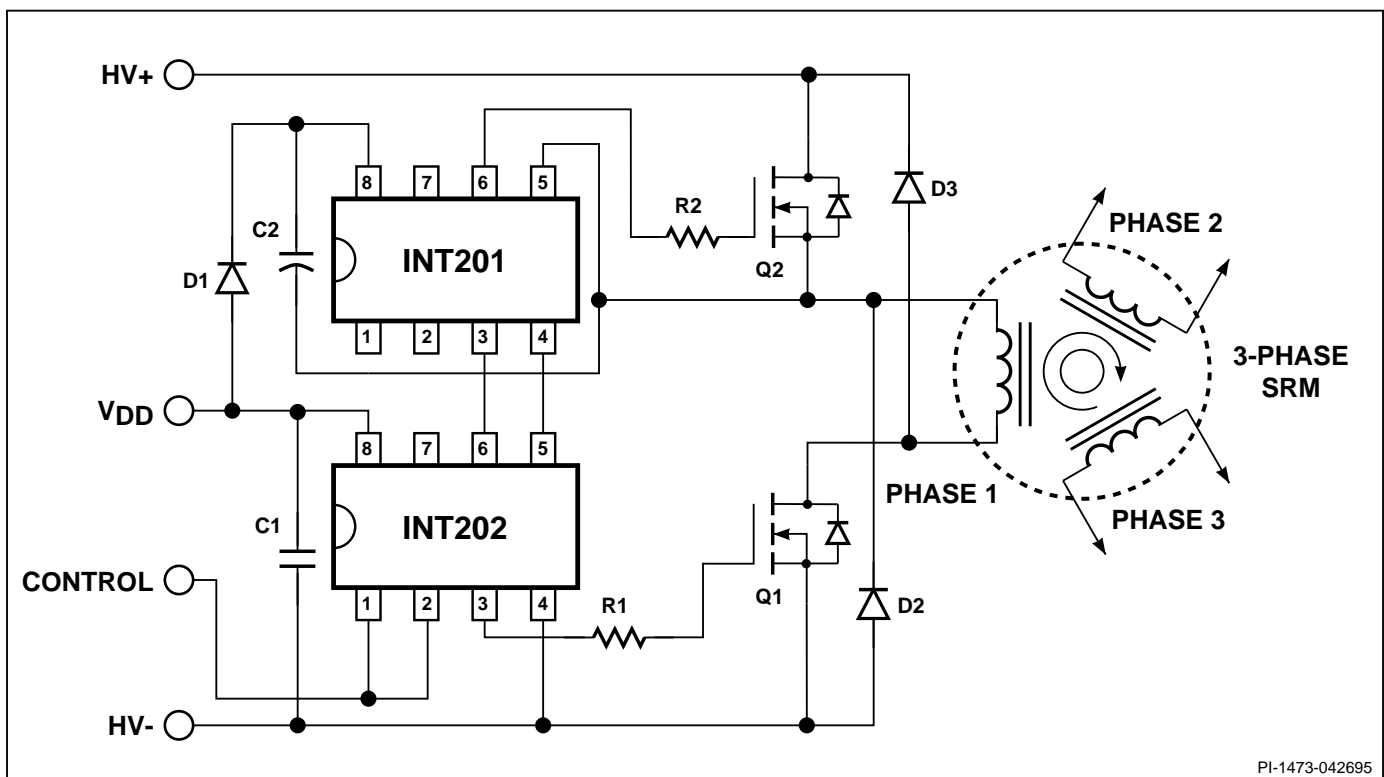 HV+
8
7
6
5
R2
D3
PHASE 2
C2
INT201
D1
Q2
1
2
3
4
3-PHASE
SRM
VDD
8
7
6
5
PHASE 1
C1
INT202
PHASE 3
CONTROL
1
2
3
4
R1
Q1
D2
HV-
PI-1473-042695